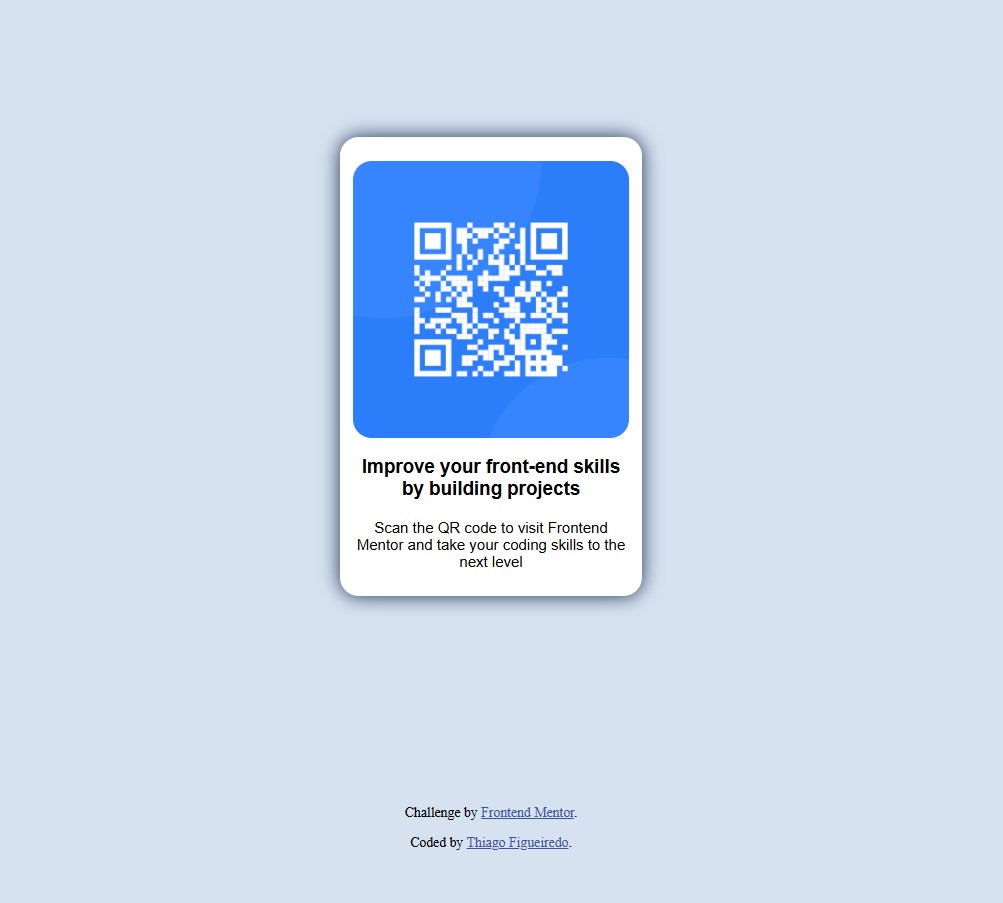 Improve your front-end skills
by building projects
Scan the QR code to visit Frontend
Mentor and take your coding skills to the
next level
Challenge by Frontend Mentor.
Coded by Thiago Figueiredo.